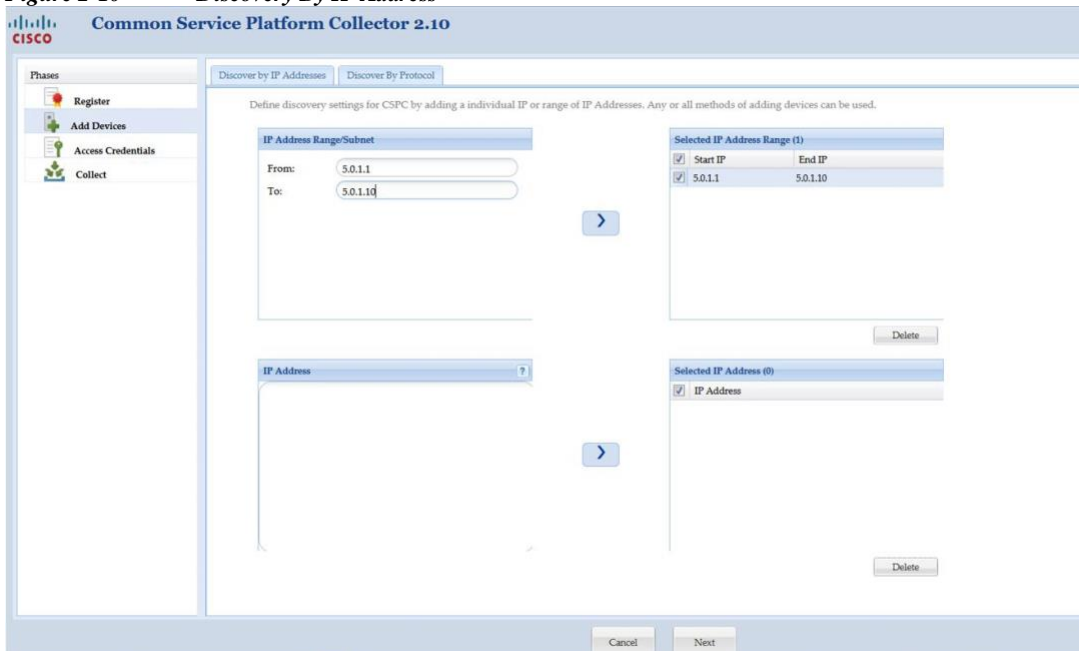 Common Service Platform Collector 2.10
CISCO
Phases
Register
Add Devices
Access Credentials
Collect
Discover by IP Addresses
Discover By Protocol
Define discovery settings for CSPC by adding a individual IP or range of IP Addresses. Any or all methods of adding devices can be used.
IP Address Range/Subnet
From: 5.0.1.1
To: 5.0.1.10
Selected IP Address Range (1)
Start IP End IP
5.0.1.1 5.0.1.10
Delete
IP Address ?
Selected IP Address (0)
IP Address
Delete
Cancel Next